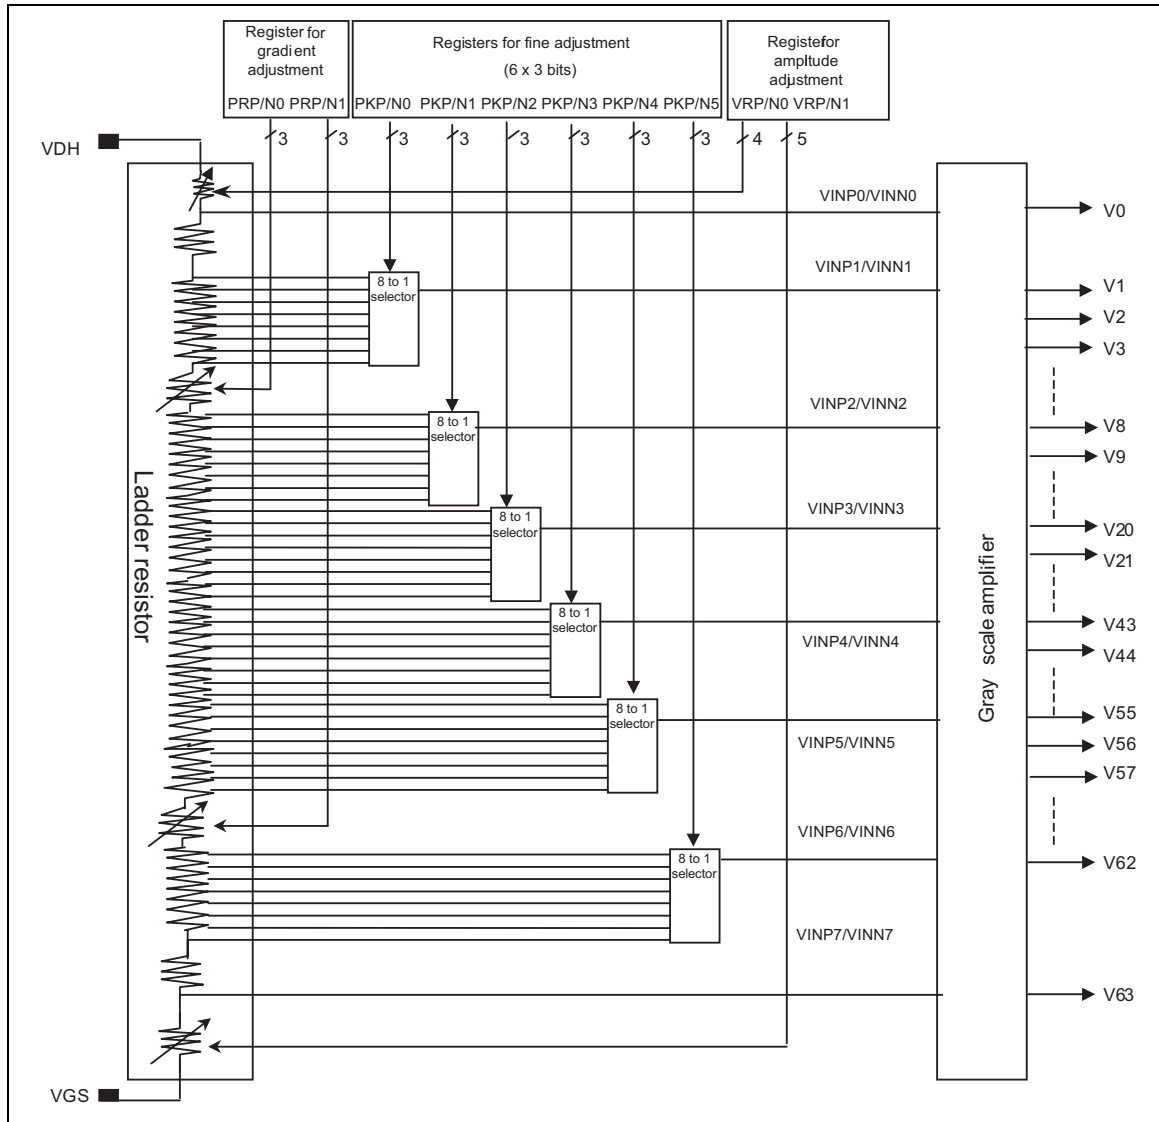 Register for
gradient
adjustment
PRP/N0 PRP/N1
Registers for fine adjustment
(6 x 3 bits)
PKP/N0 PKP/N1 PKP/N2 PKP/N3 PKP/N4 PKP/N5
Registefor
ampltude
adjustment
VRP/N0 VRP/N1
3 3 3 3 3 3 3 3 4 5
VDH
VINP0/VINN0
V0
8 to 1
selector
VINP1/VINN1
V1
V2
V3
8 to 1
selector
VINP2/VINN2
V8
V9
8 to 1
selector
VINP3/VINN3
V20
V21
8 to 1
selector
VINP4/VINN4
V43
V44
8 to 1
selector
VINP5/VINN5
V55
V56
V57
8 to 1
selector
VINP6/VINN6
V62
VINP7/VINN7
V63
Ladder resistor
Gray scale amplifier
VGS